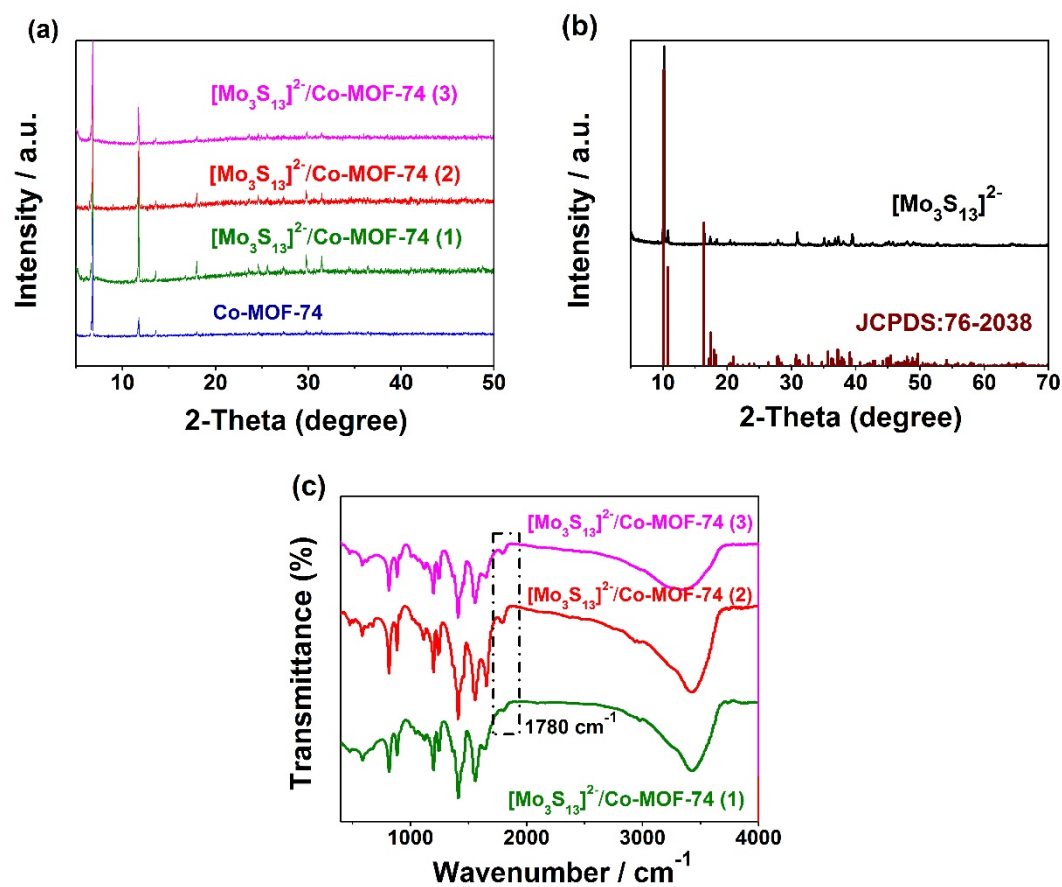 (a)
Intensity / a.u.
[Mo₃S₁₃]²⁻/Co-MOF-74 (3)
[Mo₃S₁₃]²⁻/Co-MOF-74 (2)
[Mo₃S₁₃]²⁻/Co-MOF-74 (1)
Co-MOF-74
10 20 30 40 50
2-Theta (degree)
(b)
Intensity / a.u.
[Mo₃S₁₃]²⁻
JCPDS:76-2038
10 20 30 40 50 60 70
2-Theta (degree)
(c)
Transmittance (%)
[Mo₃S₁₃]²⁻/Co-MOF-74 (3)
[Mo₃S₁₃]²⁻/Co-MOF-74 (2)
1780 cm⁻¹
[Mo₃S₁₃]²⁻/Co-MOF-74 (1)
1000 2000 3000 4000
Wavenumber / cm⁻¹